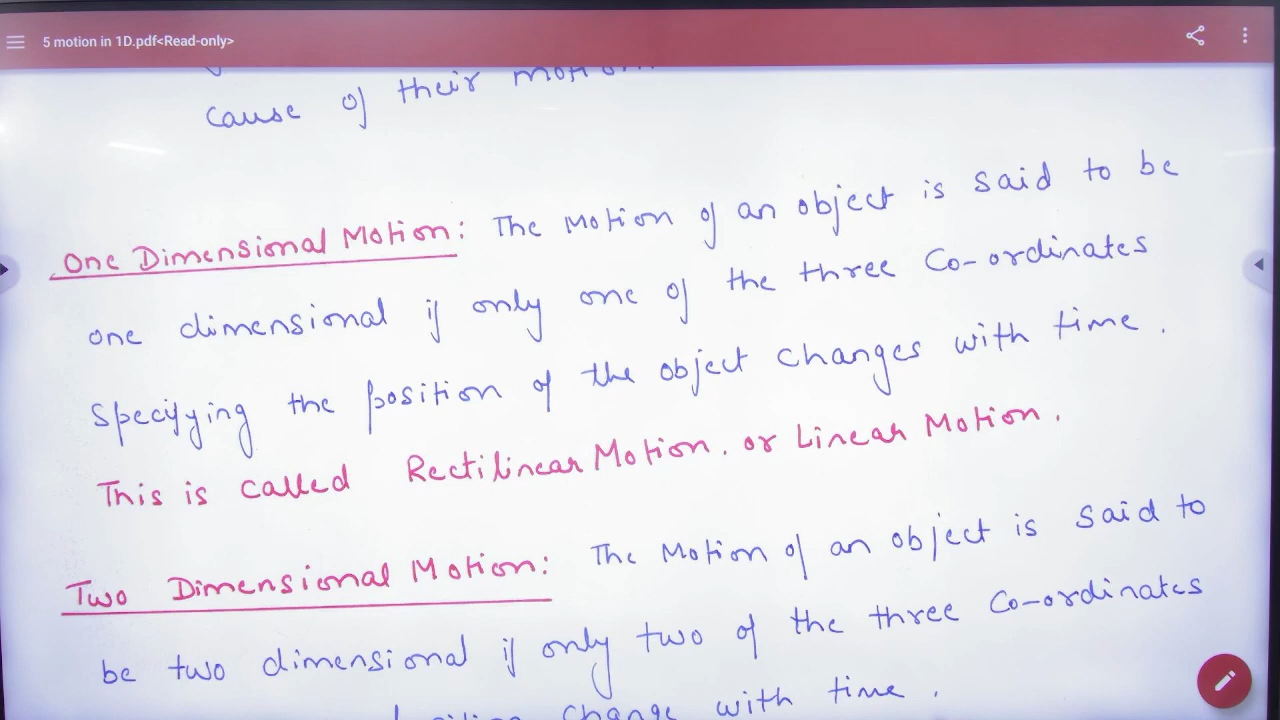 5 motion in 1D.pdf<Read-only>
cause of their motion.
One Dimensional Motion: The Motion of an object is said to be
one dimensional if only one of the three Co-ordinates
Specifying the position of the object changes with time.
This is called Rectilinear Motion. or Linear Motion.
Two Dimensional Motion: The Motion of an object is said to
be two dimensional if only two of the three Co-ordinates
change with time.